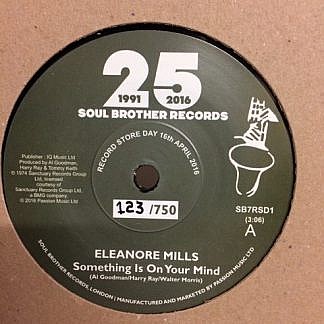 25
1991 2016
SOUL BROTHER RECORDS
RECORD STORE DAY 16th APRIL 2016
Publisher : IQ Music Ltd
Produced by Al Goodman,
Harry Ray & Tommy Keith
℗ 1974 Sanctuary Records Group
Ltd, licensed
courtesy of
Sanctuary Records Group Ltd.
a BMG company
© 2016 Passion Music Ltd
SB7RSD1
(3:06)
A
123 /750
ELEANORE MILLS
Something Is On Your Mind
(Al Goodman/Harry Ray/Walter Morris)
SOUL BROTHER RECORDS, LONDON | MANUFACTURED AND MARKETED BY PASSION MUSIC LTD